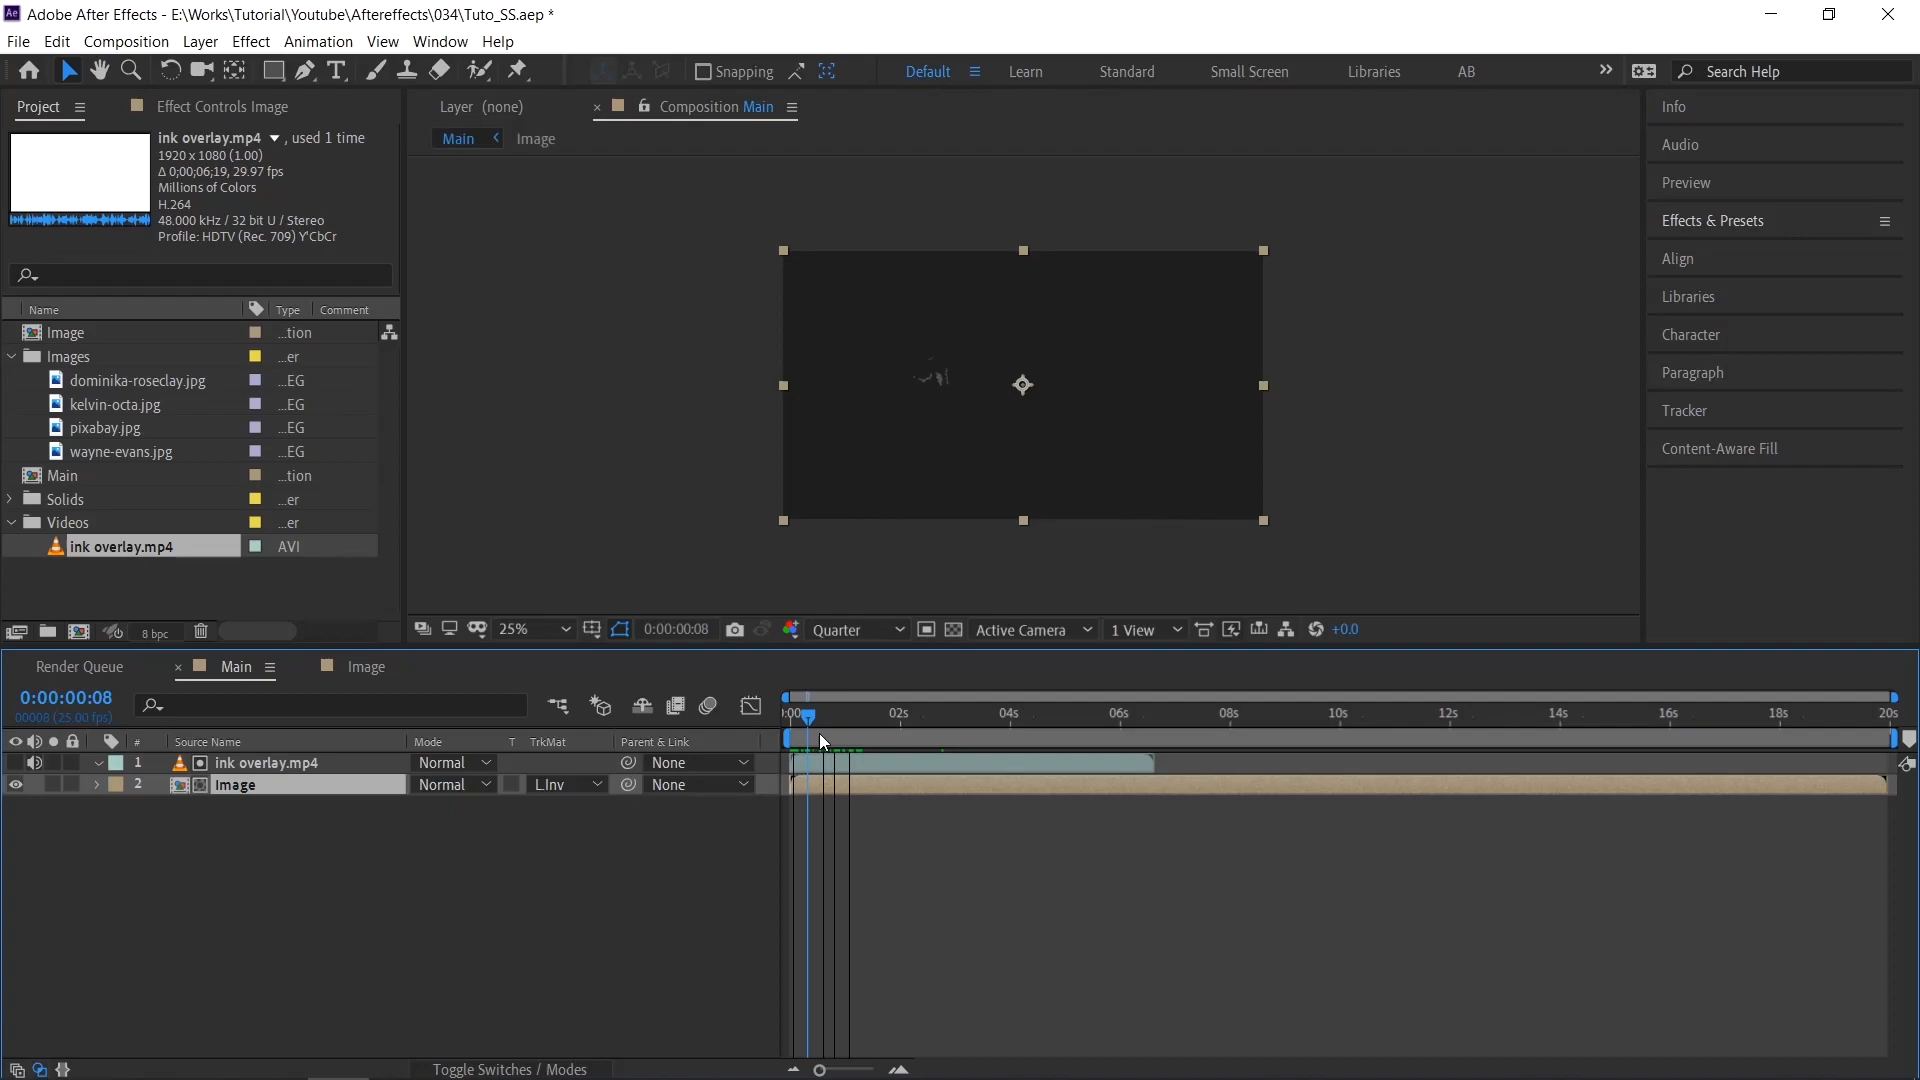 Adobe After Effects - E:\Works\Tutorial\Youtube\Aftereffects\034\Tuto_SS.aep *
File Edit Composition Layer Effect Animation View Window Help
Snapping Default Learn Standard Small Screen Libraries AB Search Help
Project Effect Controls Image
ink overlay.mp4 , used 1 time
1920 x 1080 (1.00)
Δ 0;00;06;19, 29.97 fps
Millions of Colors
H.264
48.000 kHz / 32 bit U / Stereo
Profile: HDTV (Rec. 709) Y'CbCr
Name Type Comment
Image ...tion
Images ...er
dominika-roseclay.jpg ...EG
kelvin-octa.jpg ...EG
pixabay.jpg ...EG
wayne-evans.jpg ...EG
Main ...tion
Solids ...er
Videos ...er
ink overlay.mp4 AVI
8 bpc
Layer (none) Composition Main
Main Image
25% 0:00:00:08 Quarter Active Camera 1 View +0.0
Info
Audio
Preview
Effects & Presets
Align
Libraries
Character
Paragraph
Tracker
Content-Aware Fill
Render Queue Main Image
0:00:00:08
00008 (25.00 fps)
:00 02s 04s 06s 08s 10s 12s 14s 16s 18s 20s
# Source Name Mode T TrkMat Parent & Link
1 ink overlay.mp4 Normal None
2 Image Normal L.Inv None
Toggle Switches / Modes